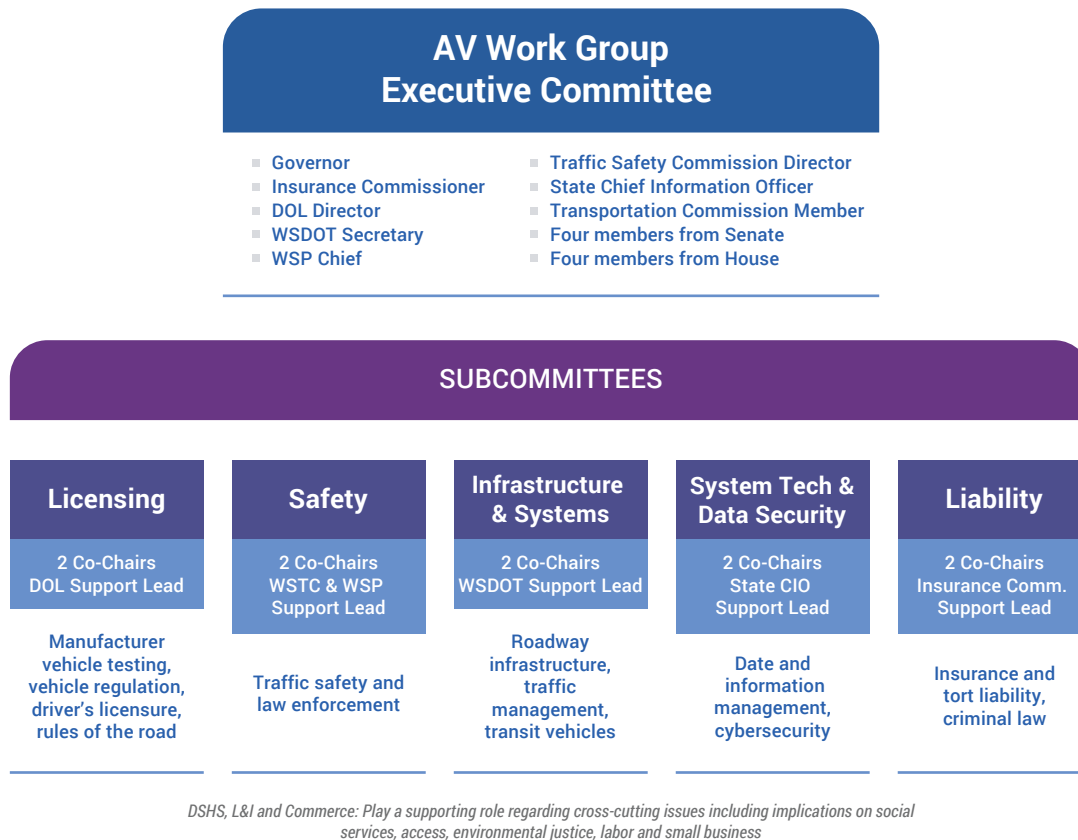 AV Work Group
Executive Committee
Governor
Insurance Commissioner
DOL Director
WSDOT Secretary
WSP Chief
Traffic Safety Commission Director
State Chief Information Officer
Transportation Commission Member
Four members from Senate
Four members from House
SUBCOMMITTEES
Licensing
2 Co-Chairs
DOL Support Lead
Manufacturer
vehicle testing,
vehicle regulation,
driver's licensure,
rules of the road
Safety
2 Co-Chairs
WSTC & WSP
Support Lead
Traffic safety and
law enforcement
Infrastructure
& Systems
2 Co-Chairs
WSDOT Support Lead
Roadway
infrastructure,
traffic
management,
transit vehicles
System Tech &
Data Security
2 Co-Chairs
State CIO
Support Lead
Date and
information
management,
cybersecurity
Liability
2 Co-Chairs
Insurance Comm.
Support Lead
Insurance and
tort liability,
criminal law
DSHS, L&I and Commerce: Play a supporting role regarding cross-cutting issues including implications on social
services, access, environmental justice, labor and small business